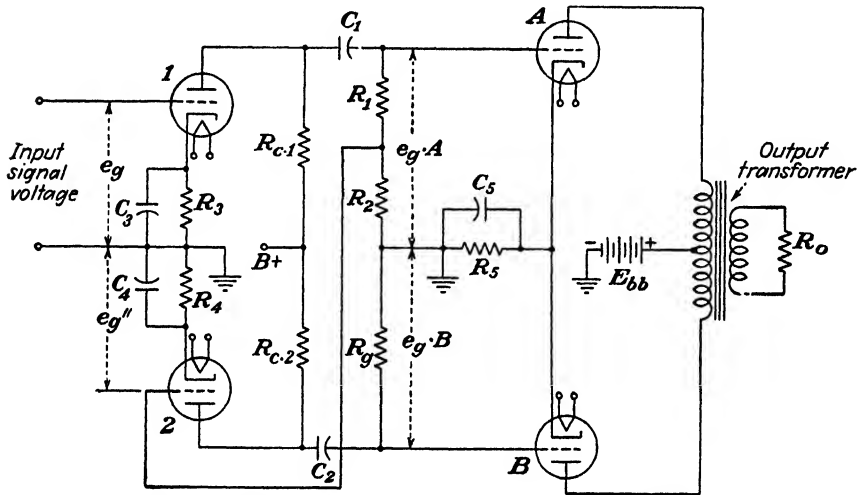 C1
A
1
R1
Rc·1
eg·A
Input
signal
voltage
eg
C3
R3
R2
C5
Output
transformer
B+
R5
- +
Ebb
Ro
C4
R4
eg"
Rc·2
Rg
eg·B
2
C2
B